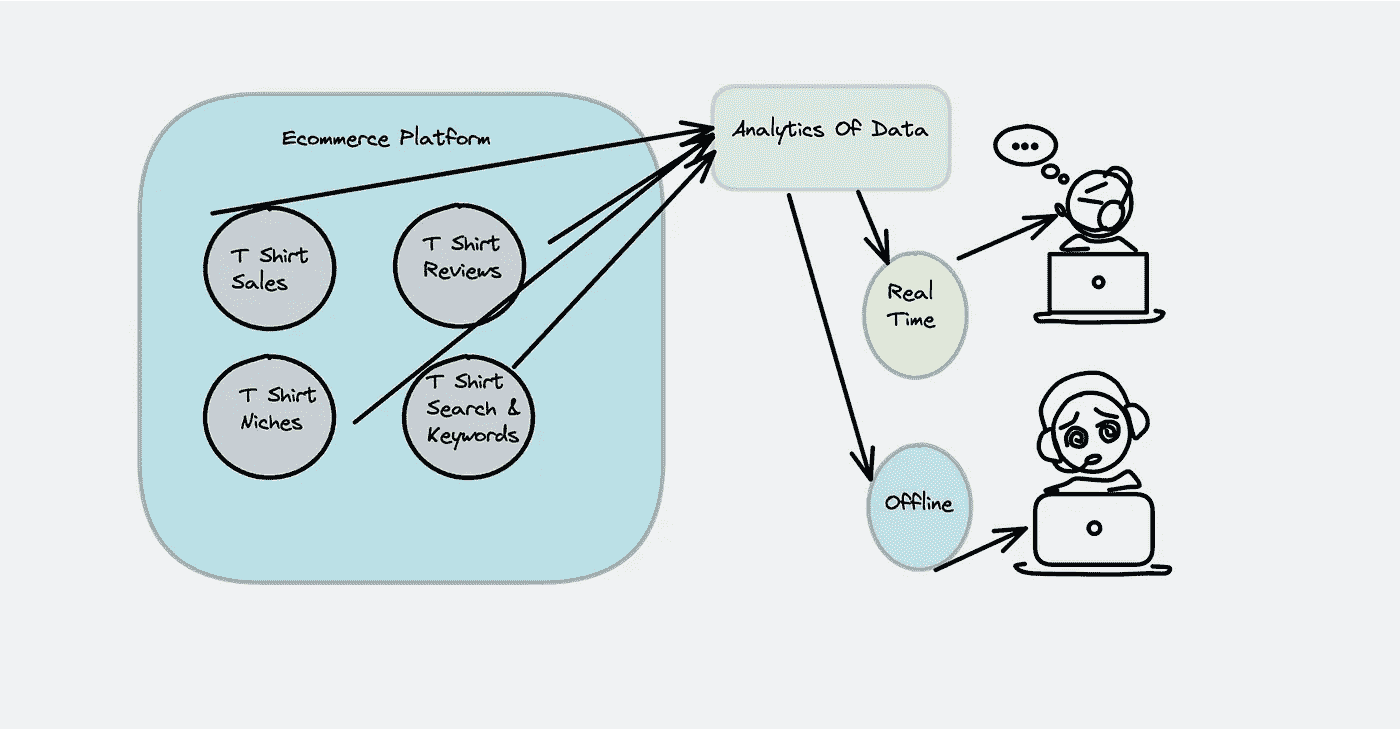 Ecommerce Platform
Analytics Of Data
T Shirt
Sales
T Shirt
Reviews
T Shirt
Niches
T Shirt
Search &
Keywords
Real
Time
Offline